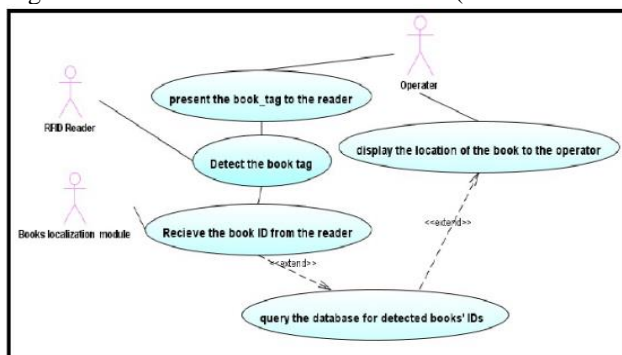 Operater
present the book_tag to the reader
RFID Reader
display the location of the book to the operator
Detect the book tag
Books localization module
Recieve the book ID from the reader
<<extend>>
<<extend>>
query the database for detected books' IDs